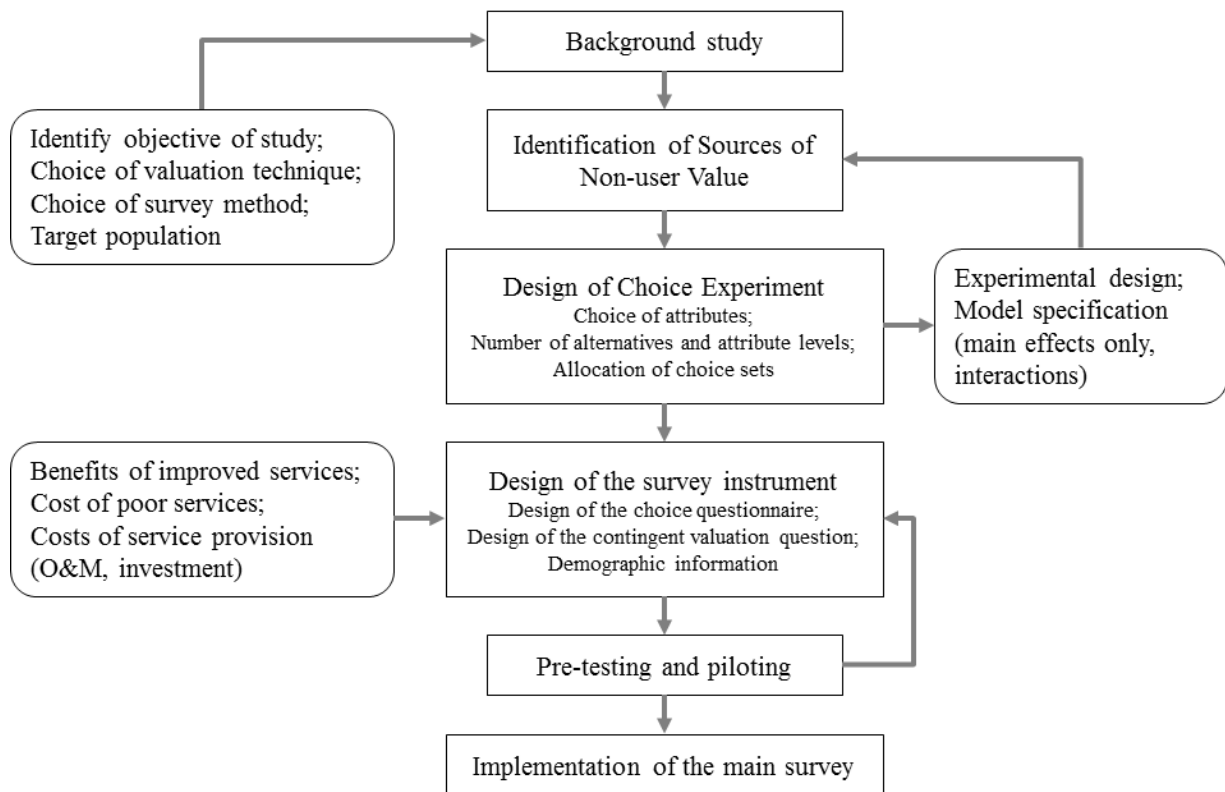 Background study
Identify objective of study;
Choice of valuation technique;
Choice of survey method;
Target population
Identification of Sources of
Non-user Value
Design of Choice Experiment
Choice of attributes;
Number of alternatives and attribute levels;
Allocation of choice sets
Experimental design;
Model specification
(main effects only,
interactions)
Benefits of improved services;
Cost of poor services;
Costs of service provision
(O&M, investment)
Design of the survey instrument
Design of the choice questionnaire;
Design of the contingent valuation question;
Demographic information
Pre-testing and piloting
Implementation of the main survey